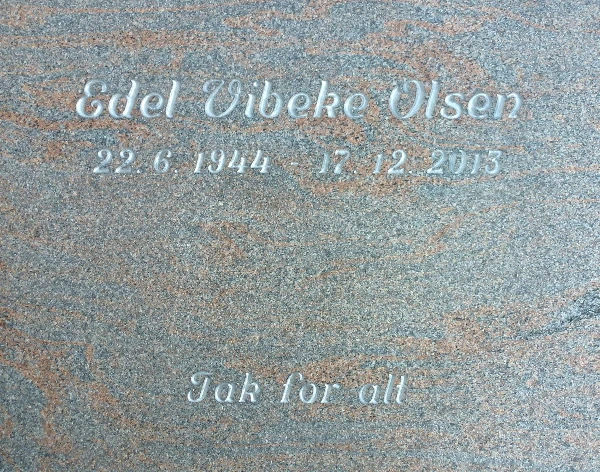 Edel Vibeke Olsen
22. 6. 1944 - 17. 12. 2013
Tak for alt